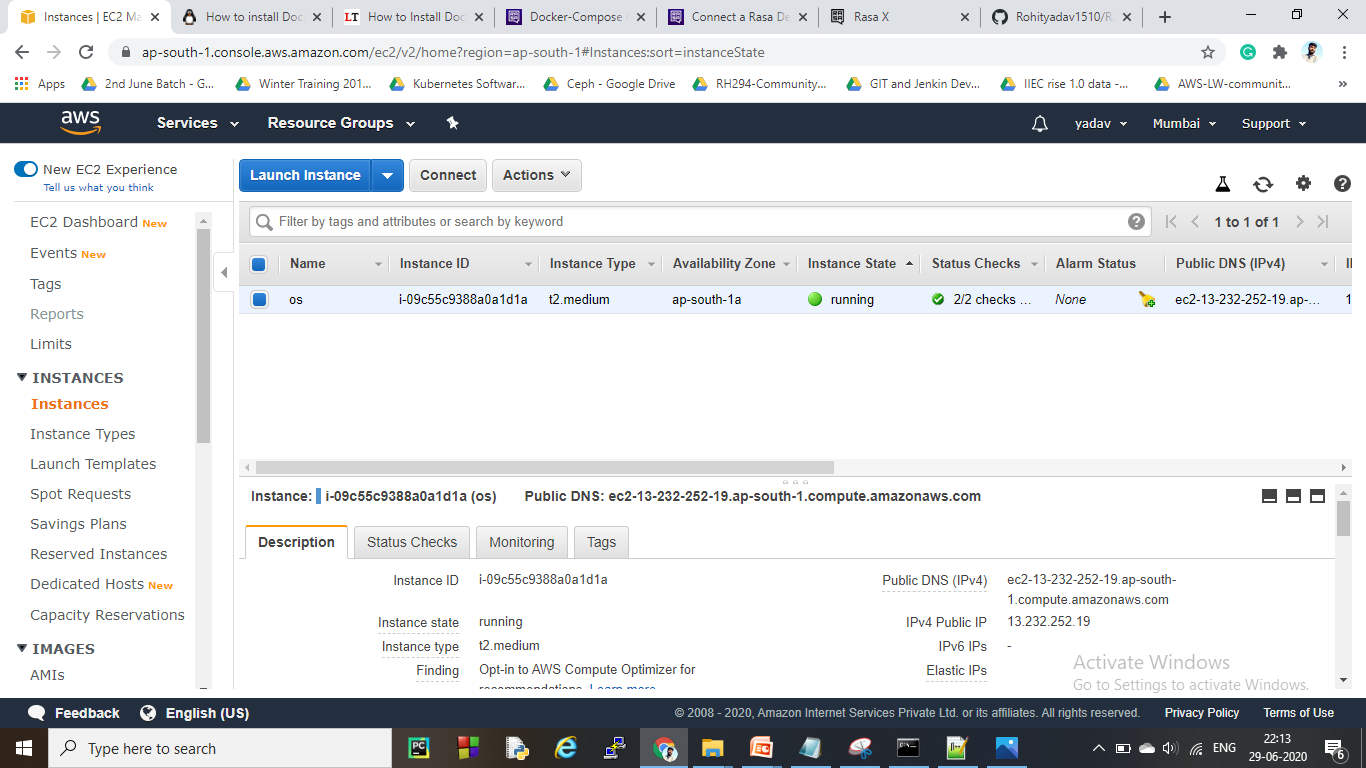 Instances | EC2 Ma
How to install Doc
LT How to Install Doc
Docker-Compose
Connect a Rasa De
Rasa X
Rohityadav1510/R
ap-south-1.console.aws.amazon.com/ec2/v2/home?region=ap-south-1#Instances:sort=instanceState
Apps 2nd June Batch - G... Winter Training 201... Kubernetes Softwar... Ceph - Google Drive RH294-Community... GIT and Jenkin Dev... IIEC rise 1.0 data -... AWS-LW-communit... »
aws Services Resource Groups yadav Mumbai Support
New EC2 Experience
Tell us what you think
EC2 Dashboard New
Events New
Tags
Reports
Limits
INSTANCES
Instances
Instance Types
Launch Templates
Spot Requests
Savings Plans
Reserved Instances
Dedicated Hosts New
Capacity Reservations
IMAGES
AMIs
Launch Instance Connect Actions
Filter by tags and attributes or search by keyword 1 to 1 of 1
Name Instance ID Instance Type Availability Zone Instance State Status Checks Alarm Status Public DNS (IPv4)
os i-09c55c9388a0a1d1a t2.medium ap-south-1a running 2/2 checks ... None ec2-13-232-252-19.ap-... 1
Instance: i-09c55c9388a0a1d1a (os) Public DNS: ec2-13-232-252-19.ap-south-1.compute.amazonaws.com
Description Status Checks Monitoring Tags
Instance ID i-09c55c9388a0a1d1a
Instance state running
Instance type t2.medium
Finding Opt-in to AWS Compute Optimizer for
recommendations. Learn more
Public DNS (IPv4) ec2-13-232-252-19.ap-south-
1.compute.amazonaws.com
IPv4 Public IP 13.232.252.19
IPv6 IPs -
Elastic IPs
Activate Windows
Go to Settings to activate Windows.
Feedback English (US) © 2008 - 2020, Amazon Internet Services Private Ltd. or its affiliates. All rights reserved. Privacy Policy Terms of Use
Type here to search
PC
ENG
22:13
29-06-2020
6